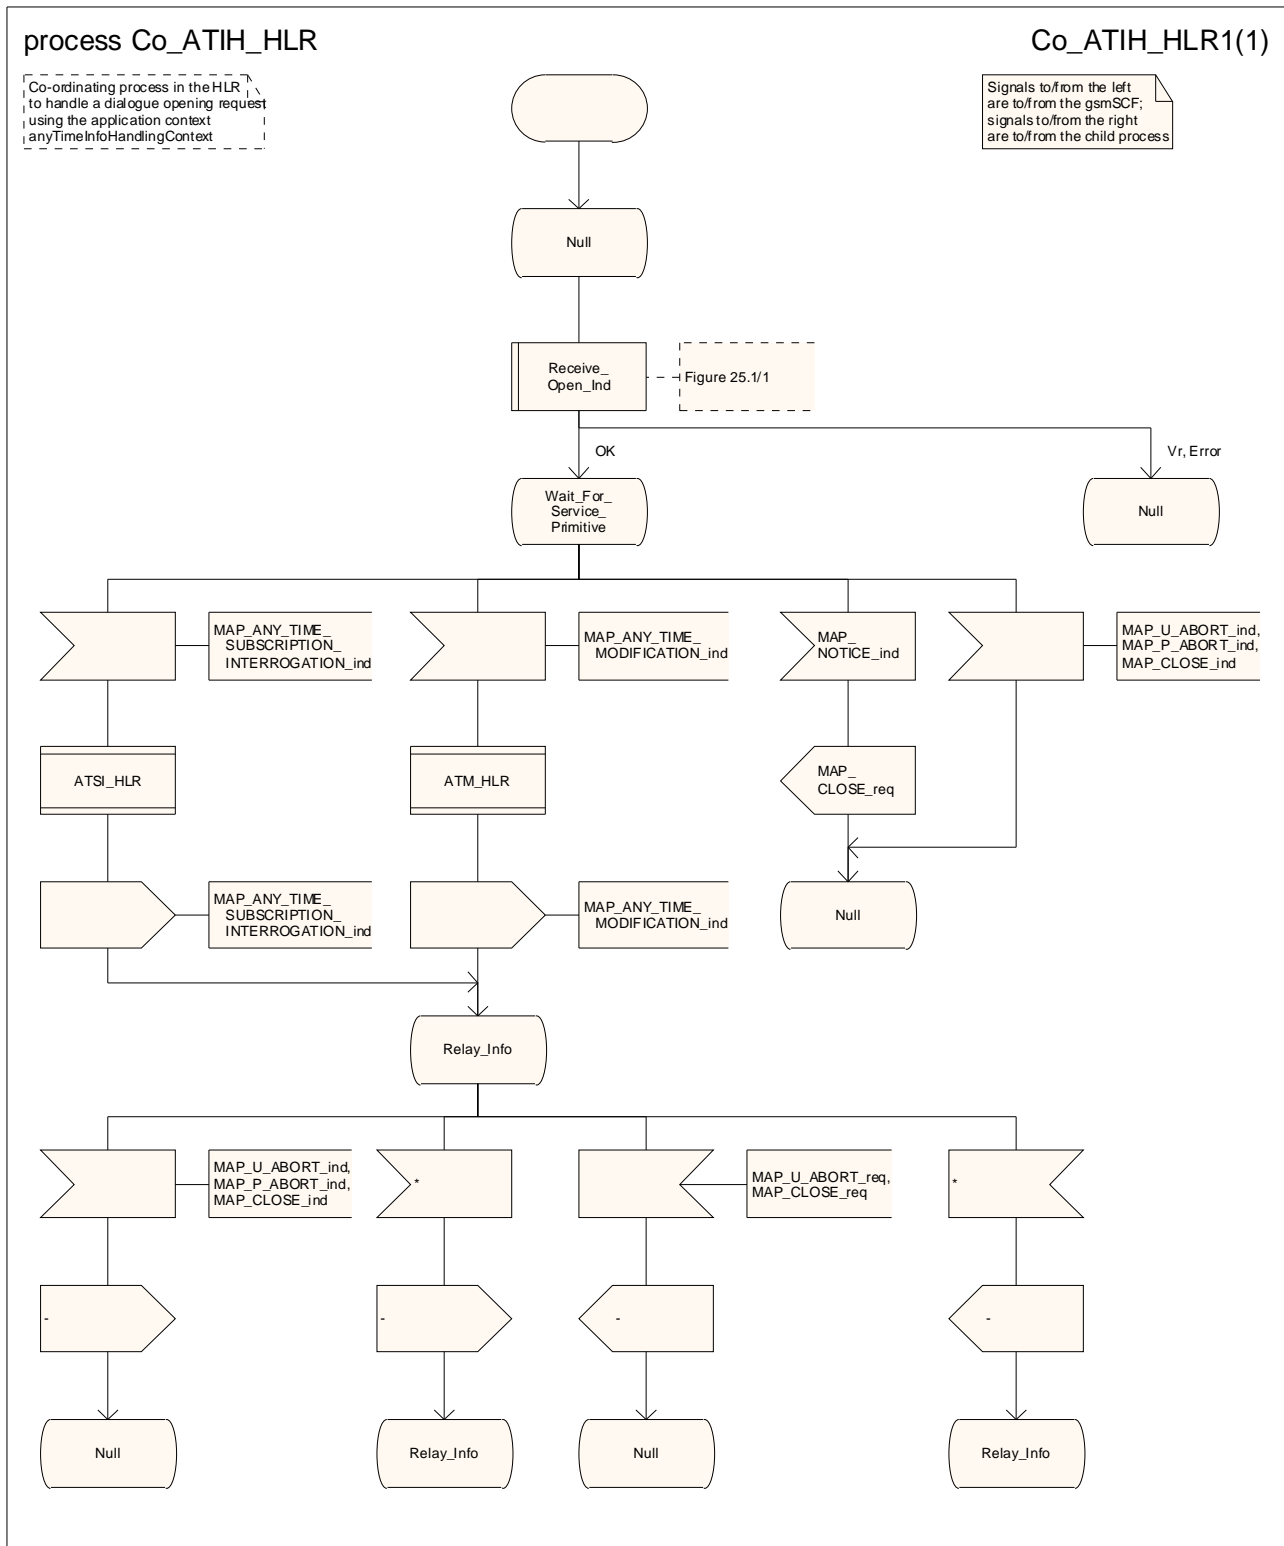 process Co_ATIH_HLR
Co_ATIH_HLR1(1)
Co-ordinating process in the HLR
to handle a dialogue opening request
using the application context
anyTimeInfoHandlingContext
Signals to/from the left
are to/from the gsmSCF;
signals to/from the right
are to/from the child process
Null
Receive_
Open_Ind
Figure 25.1/1
OK
Vr, Error
Wait_For_
Service_
Primitive
Null
MAP_ANY_TIME_
SUBSCRIPTION_
INTERROGATION_ind
MAP_ANY_TIME_
MODIFICATION_ind
MAP_
NOTICE_ind
MAP_U_ABORT_ind,
MAP_P_ABORT_ind,
MAP_CLOSE_ind
ATSI_HLR
ATM_HLR
MAP_
CLOSE_req
MAP_ANY_TIME_
SUBSCRIPTION_
INTERROGATION_ind
MAP_ANY_TIME_
MODIFICATION_ind
Null
Relay_Info
MAP_U_ABORT_ind,
MAP_P_ABORT_ind,
MAP_CLOSE_ind
*
MAP_U_ABORT_req,
MAP_CLOSE_req
*
-
-
-
-
Null
Relay_Info
Null
Relay_Info